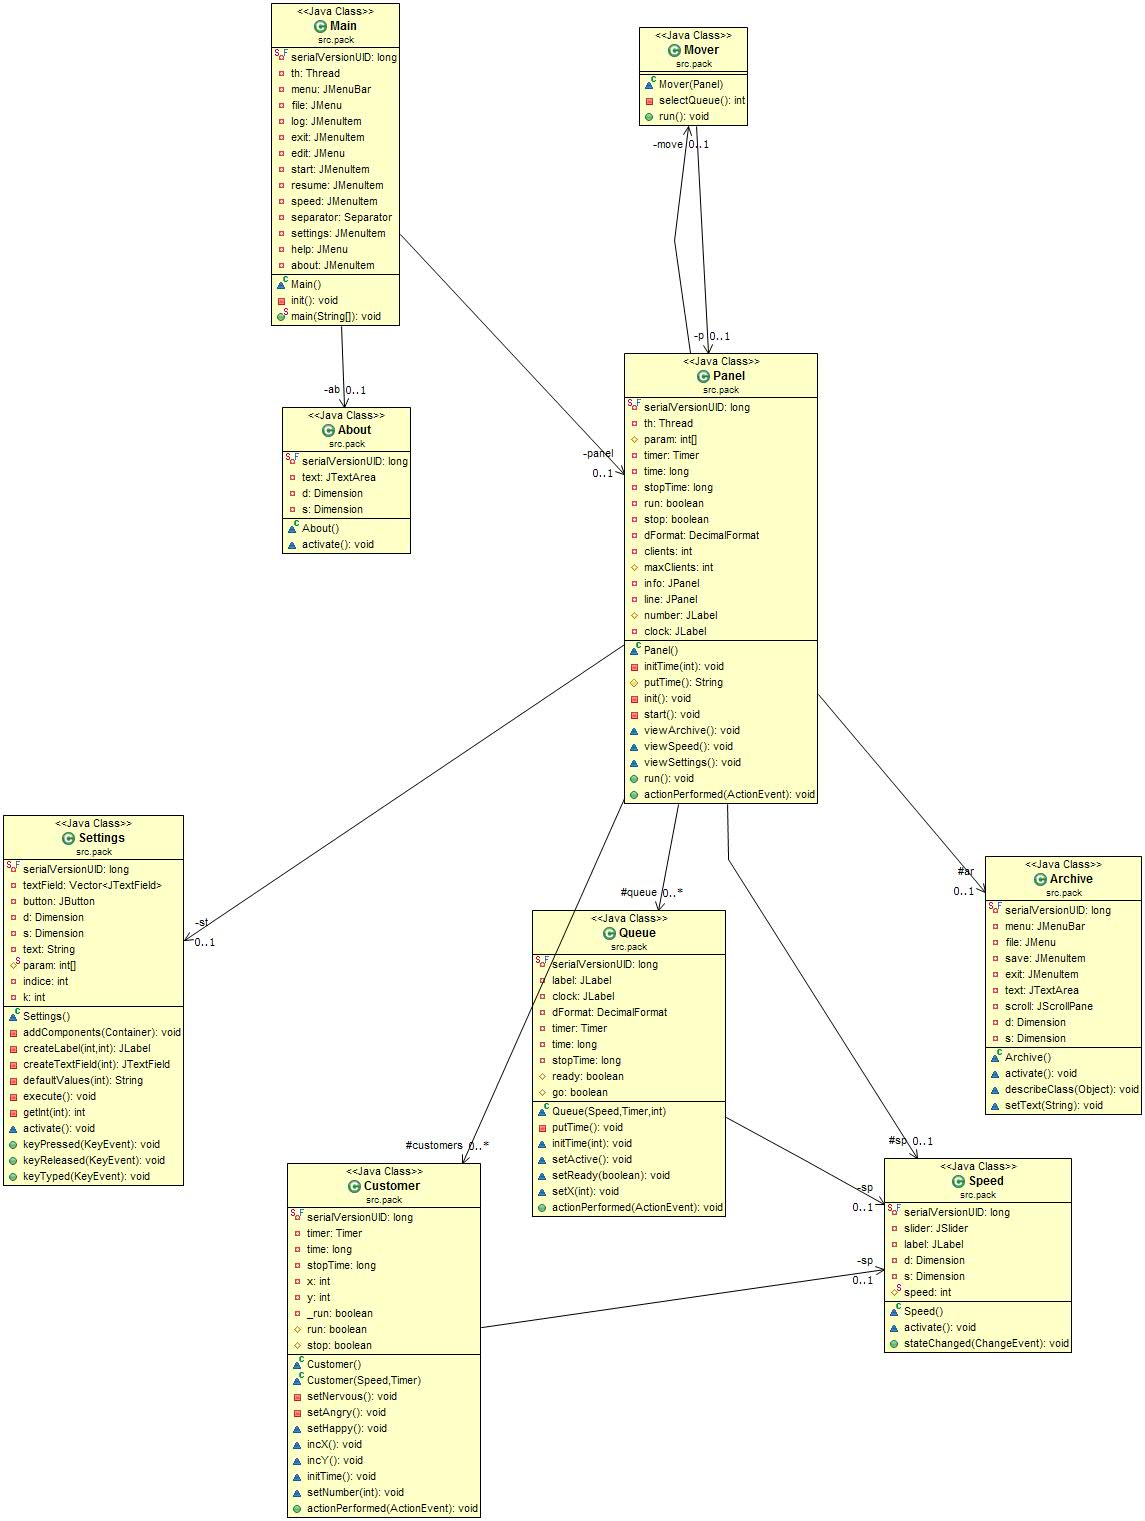 <<Java Class>>
Main
src.pack
serialVersionUID: long
th: Thread
menu: JMenuBar
file: JMenu
log: JMenuItem
exit: JMenuItem
edit: JMenu
start: JMenuItem
resume: JMenuItem
speed: JMenuItem
separator: Separator
settings: JMenuItem
help: JMenu
about: JMenuItem
Main()
init(): void
main(String[]): void
<<Java Class>>
Mover
src.pack
Mover(Panel)
selectQueue(): int
run(): void
-move 0..1
-p 0..1
-ab 0..1
-panel
0..1
<<Java Class>>
About
src.pack
serialVersionUID: long
text: JTextArea
d: Dimension
s: Dimension
About()
activate(): void
<<Java Class>>
Panel
src.pack
serialVersionUID: long
th: Thread
param: int[]
timer: Timer
time: long
stopTime: long
run: boolean
stop: boolean
dFormat: DecimalFormat
clients: int
maxClients: int
info: JPanel
line: JPanel
number: JLabel
clock: JLabel
Panel()
initTime(int): void
putTime(): String
init(): void
start(): void
viewArchive(): void
viewSpeed(): void
viewSettings(): void
run(): void
actionPerformed(ActionEvent): void
-st
0..1
#queue 0..*
#ar
0..1
#customers 0..*
#sp 0..1
<<Java Class>>
Settings
src.pack
serialVersionUID: long
textField: Vector<JTextField>
button: JButton
d: Dimension
s: Dimension
text: String
param: int[]
indice: int
k: int
Settings()
addComponents(Container): void
createLabel(int,int): JLabel
createTextField(int): JTextField
defaultValues(int): String
execute(): void
getInt(int): int
activate(): void
keyPressed(KeyEvent): void
keyReleased(KeyEvent): void
keyTyped(KeyEvent): void
<<Java Class>>
Queue
src.pack
serialVersionUID: long
label: JLabel
clock: JLabel
dFormat: DecimalFormat
timer: Timer
time: long
stopTime: long
ready: boolean
go: boolean
Queue(Speed,Timer,int)
putTime(): void
initTime(int): void
setActive(): void
setReady(boolean): void
setX(int): void
actionPerformed(ActionEvent): void
<<Java Class>>
Archive
src.pack
serialVersionUID: long
menu: JMenuBar
file: JMenu
save: JMenuItem
exit: JMenuItem
text: JTextArea
scroll: JScrollPane
d: Dimension
s: Dimension
Archive()
activate(): void
describeClass(Object): void
setText(String): void
-sp
0..1
-sp
0..1
<<Java Class>>
Customer
src.pack
serialVersionUID: long
timer: Timer
time: long
stopTime: long
x: int
y: int
_run: boolean
run: boolean
stop: boolean
Customer()
Customer(Speed,Timer)
setNervous(): void
setAngry(): void
setHappy(): void
incX(): void
incY(): void
initTime(): void
setNumber(int): void
actionPerformed(ActionEvent): void
<<Java Class>>
Speed
src.pack
serialVersionUID: long
slider: JSlider
label: JLabel
d: Dimension
s: Dimension
speed: int
Speed()
activate(): void
stateChanged(ChangeEvent): void